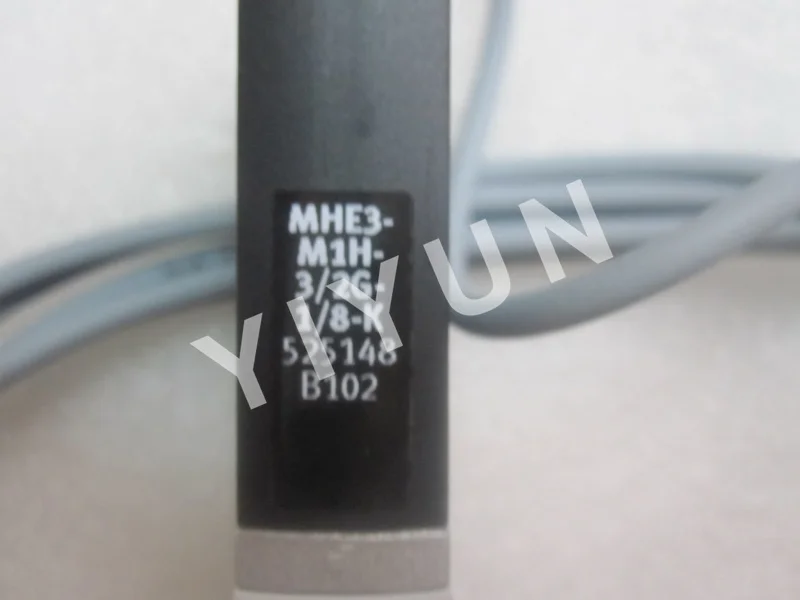 MHE3-
M1H-
3/2G-
1/8-K
525148
B102
YIYUN